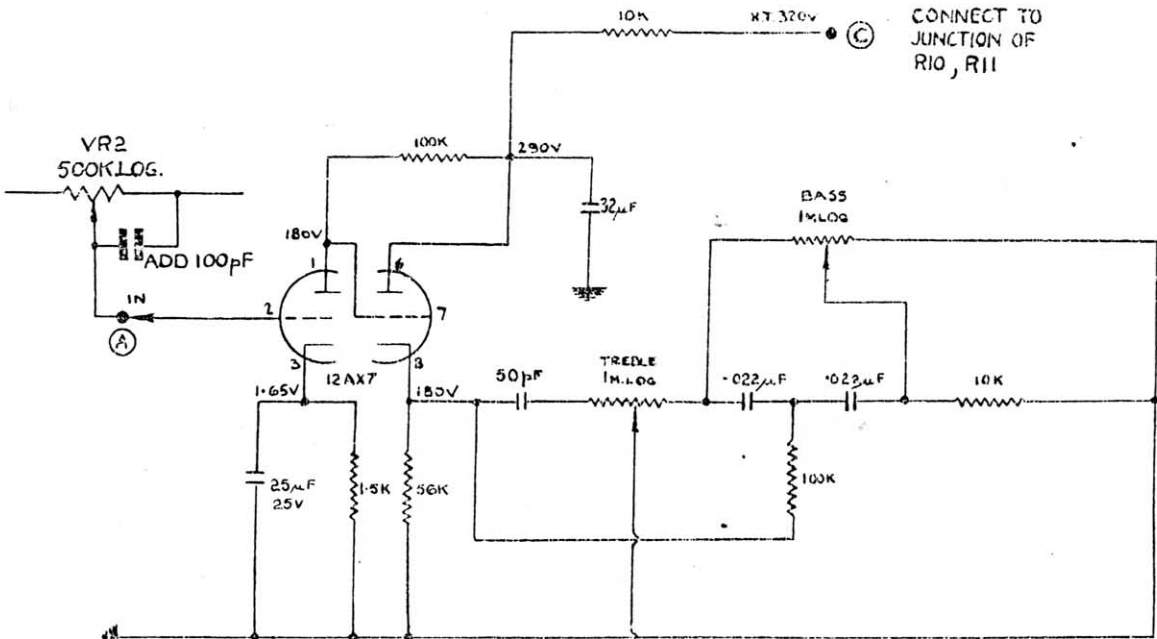 10K
H.T. 320V
C
CONNECT TO
JUNCTION OF
R10, R11
VR2
500K.LOG.
100K
290V
32µF
BASS
1M.LOG
180V
ADD 100pF
1
6
IN
2
7
A
3
8
12AX7
1.65V
180V
50pF
TREBLE
1M.LOG
.022µF
.022µF
10K
25µF
25V
1.5K
56K
100K